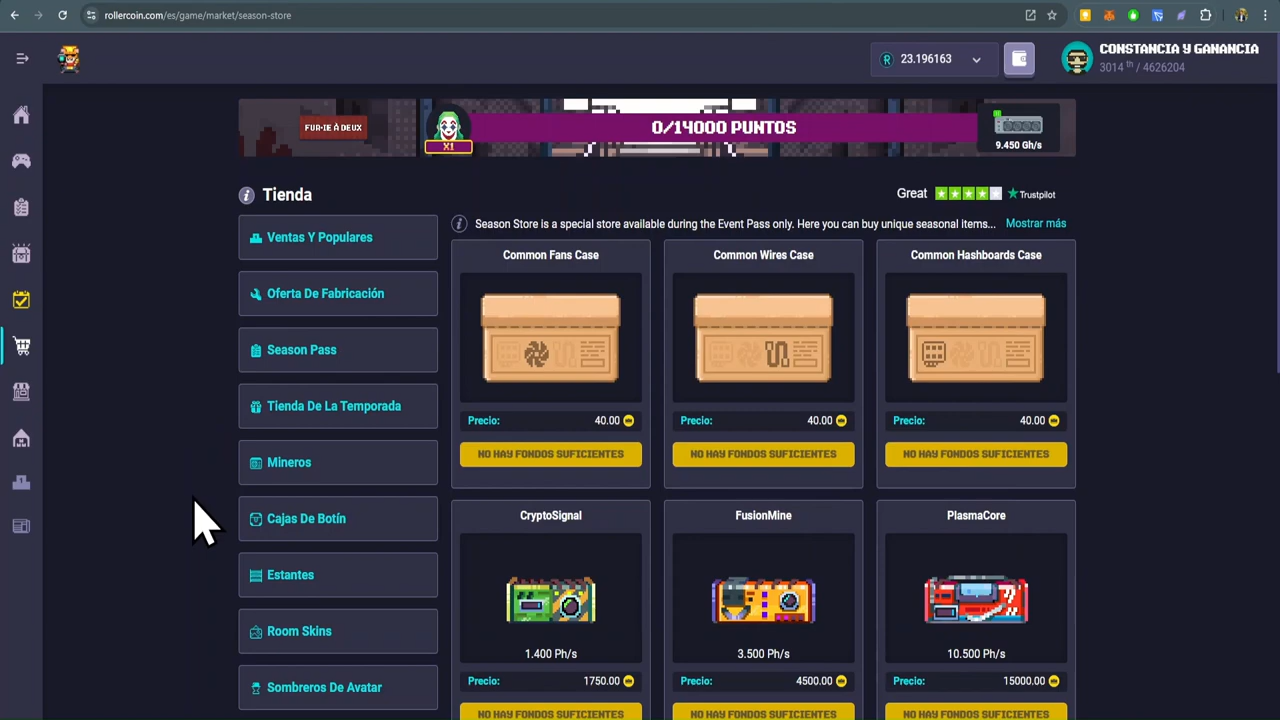 rollercoin.com/es/game/market/season-store
23.196163
CONSTANCIA Y GANANCIA
3014 th / 4626204
FUR·IE À DEUX
X1
0/14000 PUNTOS
9.450 Gh/s
Tienda
Great
Trustpilot
Season Store is a special store available during the Event Pass only. Here you can buy unique seasonal items...
Mostrar más
Ventas Y Populares
Oferta De Fabricación
Season Pass
Tienda De La Temporada
Mineros
Cajas De Botín
Estantes
Room Skins
Sombreros De Avatar
Common Fans Case
Common Wires Case
Common Hashboards Case
Precio: 40.00
Precio: 40.00
Precio: 40.00
NO HAY FONDOS SUFICIENTES
NO HAY FONDOS SUFICIENTES
NO HAY FONDOS SUFICIENTES
CryptoSignal
FusionMine
PlasmaCore
1.400 Ph/s
3.500 Ph/s
10.500 Ph/s
Precio: 1750.00
Precio: 4500.00
Precio: 15000.00
NO HAY FONDOS SUFICIENTES
NO HAY FONDOS SUFICIENTES
NO HAY FONDOS SUFICIENTES